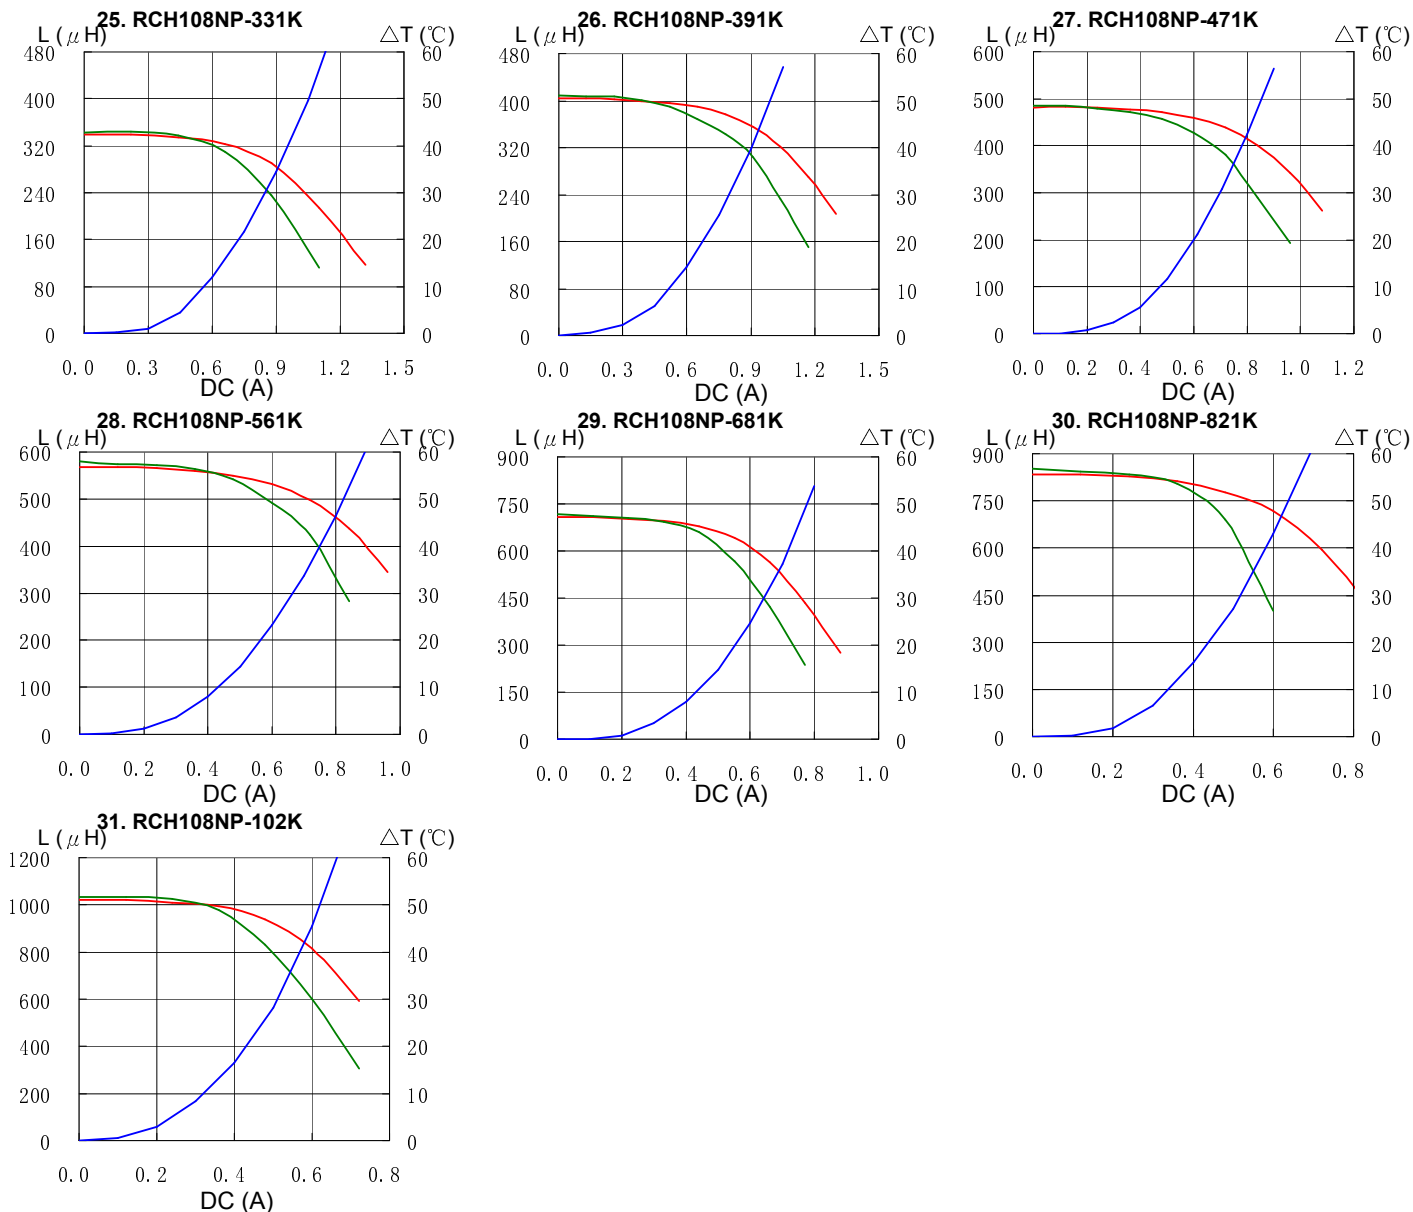 25. RCH108NP-331K
L (μH) △T (℃)
480 60
400 50
320 40
240 30
160 20
80 10
0 0
0.0 0.3 0.6 0.9 1.2 1.5
DC (A)
26. RCH108NP-391K
L (μH) △T (℃)
480 60
400 50
320 40
240 30
160 20
80 10
0 0
0.0 0.3 0.6 0.9 1.2 1.5
DC (A)
27. RCH108NP-471K
L (μH) △T (℃)
600 60
500 50
400 40
300 30
200 20
100 10
0 0
0.0 0.2 0.4 0.6 0.8 1.0 1.2
DC (A)
28. RCH108NP-561K
L (μH) △T (℃)
600 60
500 50
400 40
300 30
200 20
100 10
0 0
0.0 0.2 0.4 0.6 0.8 1.0
DC (A)
29. RCH108NP-681K
L (μH) △T (℃)
900 60
750 50
600 40
450 30
300 20
150 10
0 0
0.0 0.2 0.4 0.6 0.8 1.0
DC (A)
30. RCH108NP-821K
L (μH) △T (℃)
900 60
750 50
600 40
450 30
300 20
150 10
0 0
0.0 0.2 0.4 0.6 0.8
DC (A)
31. RCH108NP-102K
L (μH) △T (℃)
1200 60
1000 50
800 40
600 30
400 20
200 10
0 0
0.0 0.2 0.4 0.6 0.8
DC (A)